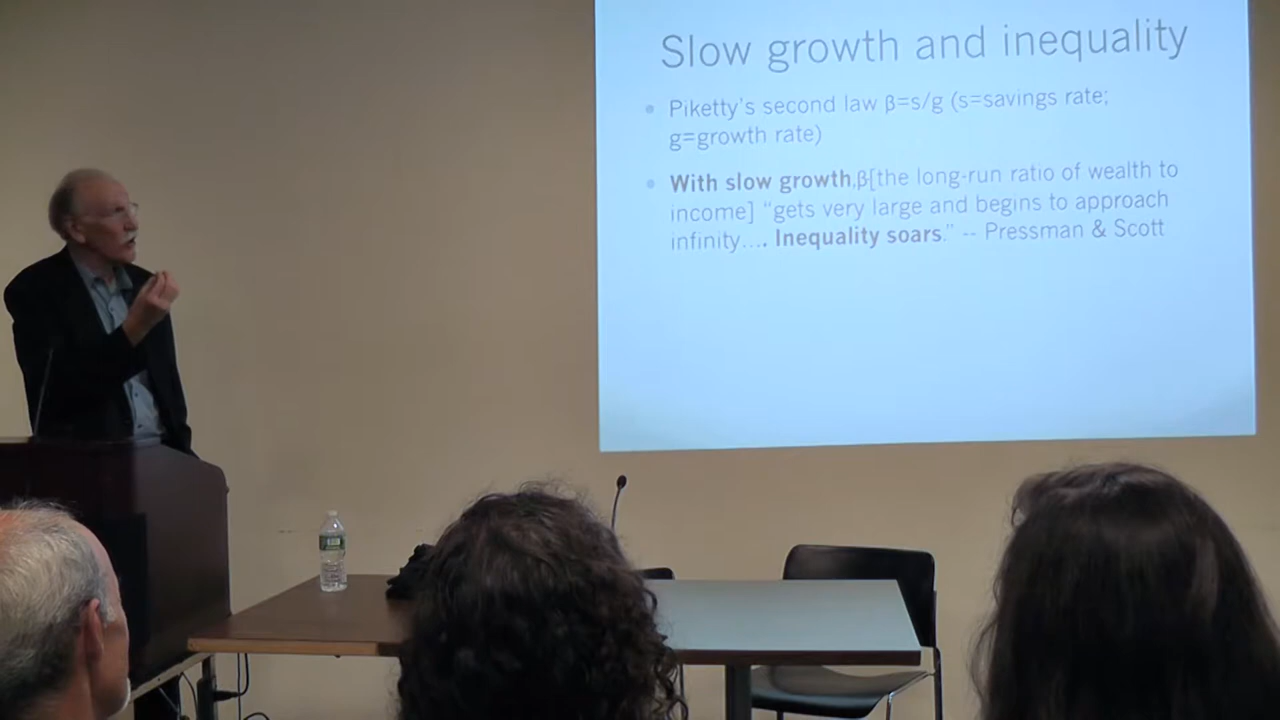 Slow growth and inequality
• Piketty's second law β=s/g (s=savings rate;
g=growth rate)
• With slow growth,β[the long-run ratio of wealth to
income] “gets very large and begins to approach
infinity…. Inequality soars.” -- Pressman & Scott